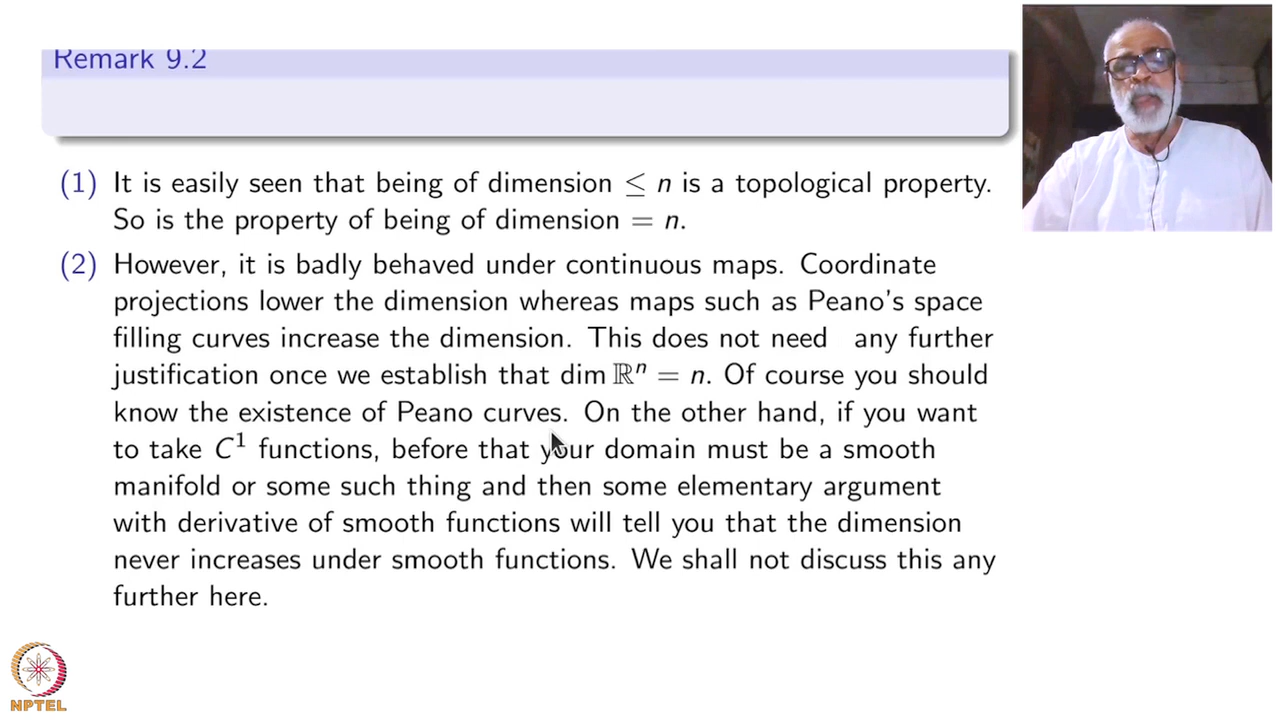 Remark 9.2
(1) It is easily seen that being of dimension ≤ n is a topological property.
So is the property of being of dimension = n.
(2) However, it is badly behaved under continuous maps. Coordinate
projections lower the dimension whereas maps such as Peano's space
filling curves increase the dimension. This does not need any further
justification once we establish that dim ℝⁿ = n. Of course you should
know the existence of Peano curves. On the other hand, if you want
to take C¹ functions, before that your domain must be a smooth
manifold or some such thing and then some elementary argument
with derivative of smooth functions will tell you that the dimension
never increases under smooth functions. We shall not discuss this any
further here.
NPTEL